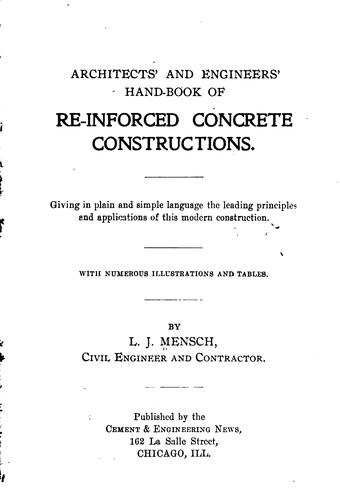 ARCHITECTS' AND ENGINEERS'
HAND-BOOK OF
RE-INFORCED CONCRETE
CONSTRUCTIONS.
Giving in plain and simple language the leading principles
and applications of this modern construction.
WITH NUMEROUS ILLUSTRATIONS AND TABLES.
BY
L. J. MENSCH,
CIVIL ENGINEER AND CONTRACTOR.
Published by the
CEMENT & ENGINEERING NEWS,
162 La Salle Street,
CHICAGO, ILL.